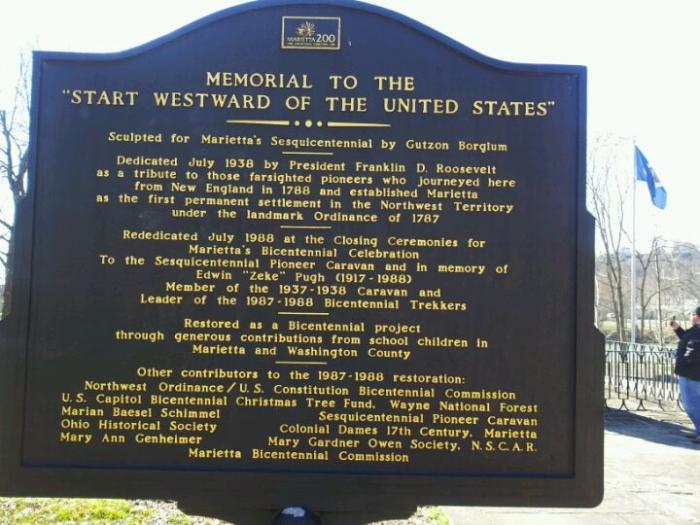 MARIETTA 200
MEMORIAL TO THE
"START WESTWARD OF THE UNITED STATES"
Sculpted for Marietta's Sesquicentennial by Gutzon Borglum
Dedicated July 1938 by President Franklin D. Roosevelt
as a tribute to those farsighted pioneers who journeyed here
from New England in 1788 and established Marietta
as the first permanent settlement in the Northwest Territory
under the landmark Ordinance of 1787
Rededicated July 1988 at the Closing Ceremonies for
Marietta's Bicentennial Celebration
To the Sesquicentennial Pioneer Caravan and in memory of
Edwin "Zeke" Pugh (1917-1988)
Member of the 1937-1938 Caravan and
Leader of the 1987-1988 Bicentennial Trekkers
Restored as a Bicentennial project
through generous contributions from school children in
Marietta and Washington County
Other contributors to the 1987-1988 restoration:
Northwest Ordinance/U.S. Constitution Bicentennial Commission
U.S. Capitol Bicentennial Christmas Tree Fund, Wayne National Forest
Marian Baesel Schimmel Sesquicentennial Pioneer Caravan
Ohio Historical Society Colonial Dames 17th Century, Marietta
Mary Ann Genheimer Mary Gardner Owen Society, N.S.C.A.R.
Marietta Bicentennial Commission